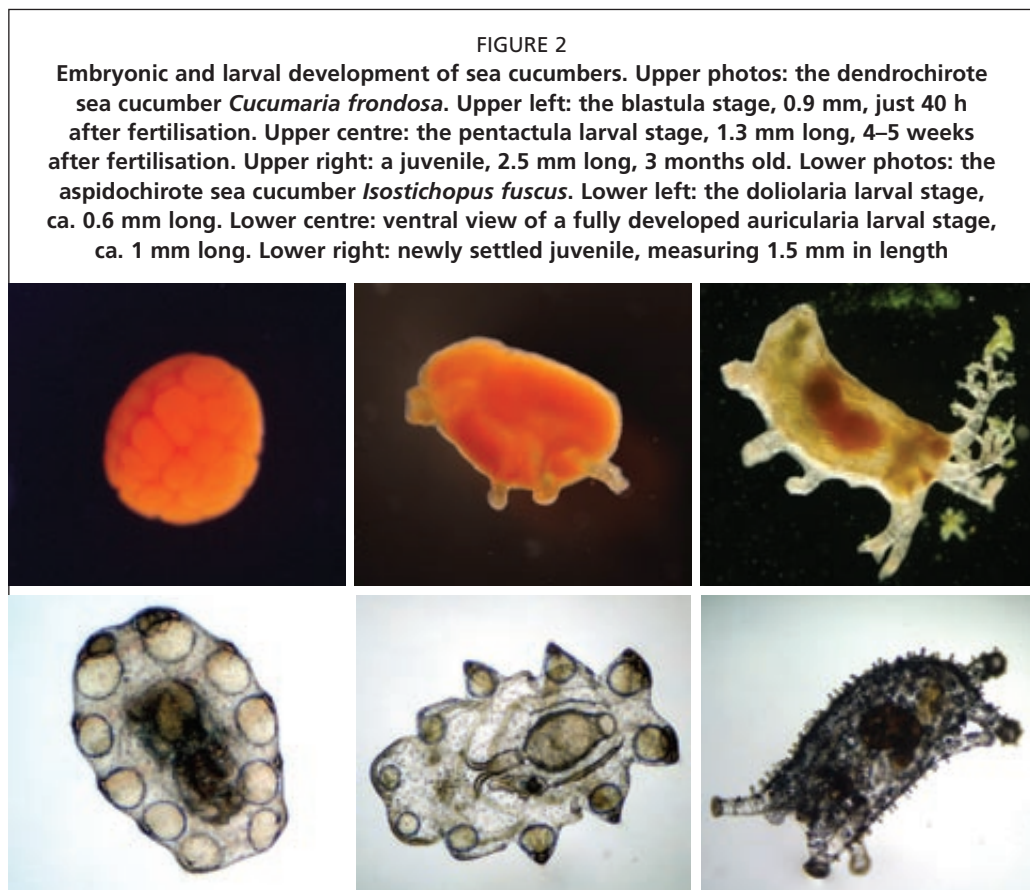 FIGURE 2
Embryonic and larval development of sea cucumbers. Upper photos: the dendrochirote
sea cucumber Cucumaria frondosa. Upper left: the blastula stage, 0.9 mm, just 40 h
after fertilisation. Upper centre: the pentactula larval stage, 1.3 mm long, 4–5 weeks
after fertilisation. Upper right: a juvenile, 2.5 mm long, 3 months old. Lower photos: the
aspidochirote sea cucumber Isostichopus fuscus. Lower left: the doliolaria larval stage,
ca. 0.6 mm long. Lower centre: ventral view of a fully developed auricularia larval stage,
ca. 1 mm long. Lower right: newly settled juvenile, measuring 1.5 mm in length